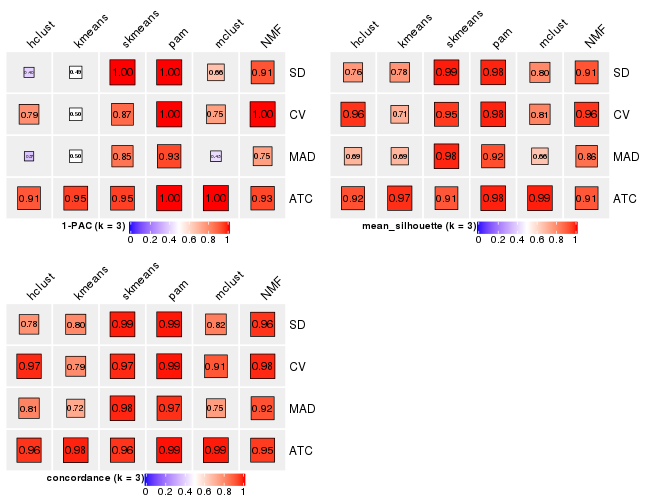 hclust kmeans skmeans pam mclust NMF
0.49 1.00 1.00 0.66 0.91 SD
0.79 0.50 0.87 1.00 0.75 1.00 CV
0.50 0.85 0.93 0.43 0.75 MAD
0.91 0.95 0.95 1.00 1.00 0.93 ATC
1-PAC (k = 3)
0 0.2 0.4 0.6 0.8 1
hclust kmeans skmeans pam mclust NMF
0.76 0.78 0.99 0.98 0.80 0.91 SD
0.96 0.71 0.95 0.98 0.81 0.96 CV
0.69 0.69 0.98 0.92 0.66 0.86 MAD
0.92 0.97 0.91 0.98 0.99 0.91 ATC
mean_silhouette (k = 3)
0 0.2 0.4 0.6 0.8 1
hclust kmeans skmeans pam mclust NMF
0.78 0.80 0.99 0.99 0.82 0.96 SD
0.97 0.79 0.97 0.99 0.91 0.98 CV
0.81 0.72 0.98 0.97 0.75 0.92 MAD
0.96 0.98 0.96 0.99 0.99 0.95 ATC
concordance (k = 3)
0 0.2 0.4 0.6 0.8 1